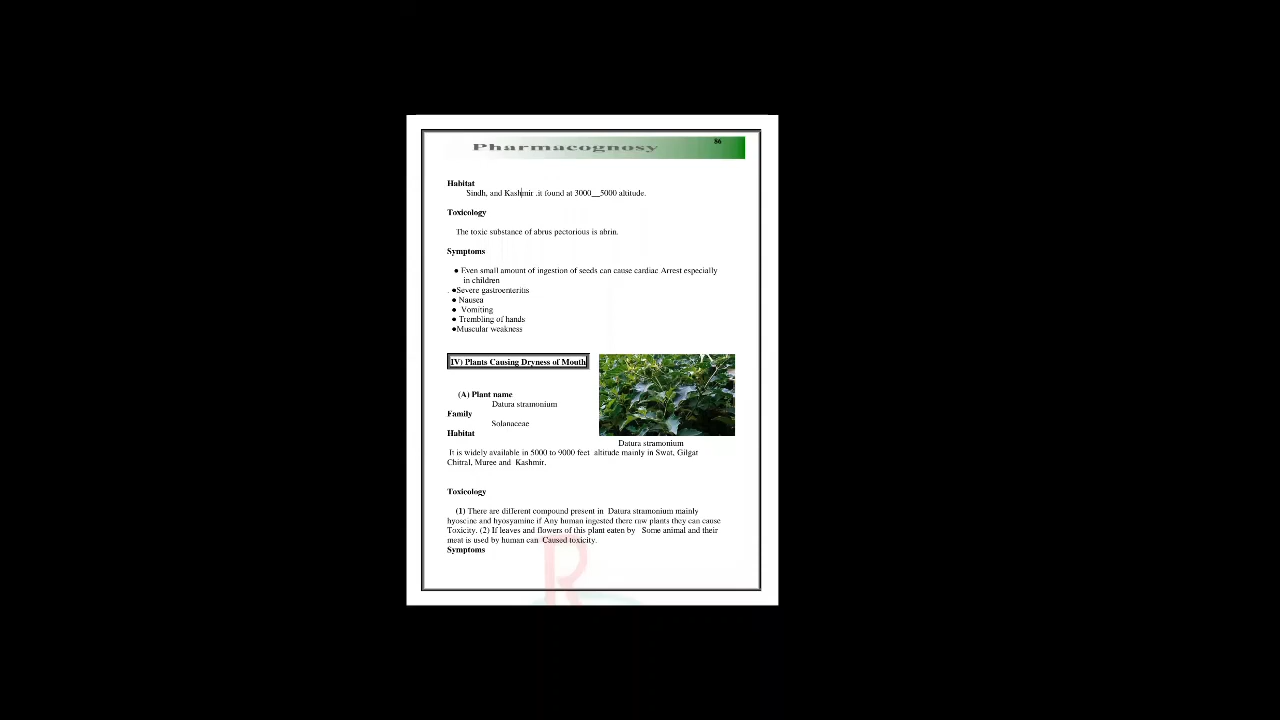 Pharmacognosy
86
Habitat
Sindh, and Kashmir .it found at 3000__5000 altitude.
Toxicology
The toxic substance of abrus pectorious is abrin.
Symptoms
● Even small amount of ingestion of seeds can cause cardiac Arrest especially
in children
. ●Severe gastroenteritis
● Nausea
● Vomiting
● Trembling of hands
●Muscular weakness
IV) Plants Causing Dryness of Mouth
(A) Plant name
Datura stramonium
Family
Solanaceae
Habitat
Datura stramonium
It is widely available in 5000 to 9000 feet altitude mainly in Swat, Gilgat
Chitral, Muree and Kashmir.
Toxicology
(1) There are different compound present in Datura stramonium mainly
hyoscine and hyosyamine if Any human ingested there raw plants they can cause
Toxicity. (2) If leaves and flowers of this plant eaten by Some animal and their
meat is used by human can Caused toxicity.
Symptoms
R